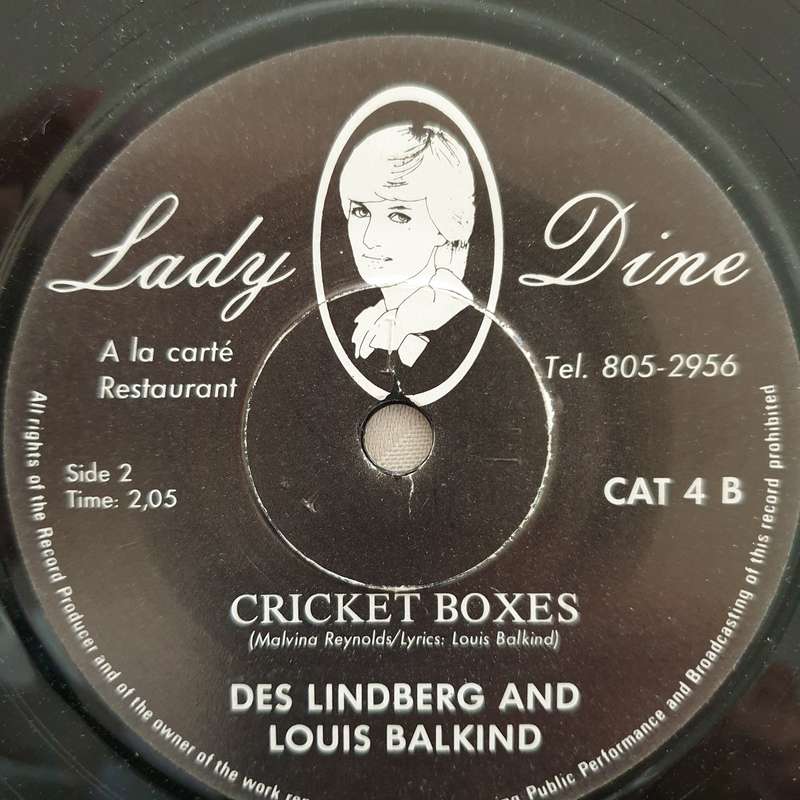 Lady Dine
A la carté
Restaurant
Tel. 805-2956
Side 2
Time: 2,05
CAT 4 B
CRICKET BOXES
(Malvina Reynolds/Lyrics: Louis Balkind)
DES LINDBERG AND
LOUIS BALKIND
All rights of the Record Producer and of the owner of the work
Public Performance and Broadcasting of this record prohibited